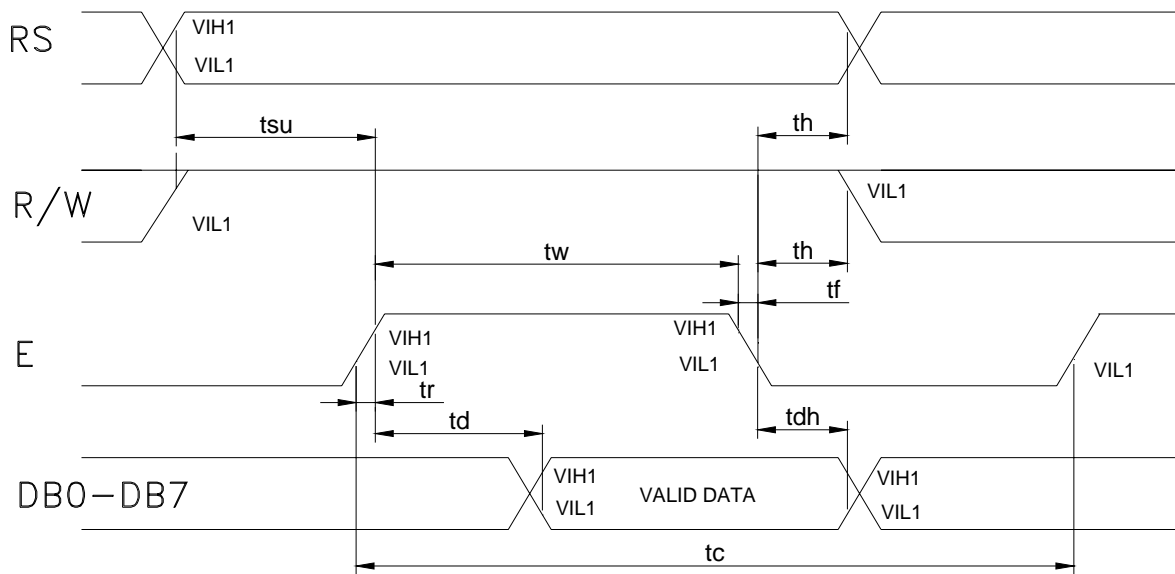 RS
VIH1
VIL1
tsu
th
R/W
VIL1
VIL1
tw
th
tf
E
VIH1
VIL1
VIH1
VIL1
VIL1
tr
td
tdh
DB0-DB7
VIH1
VIL1
VALID DATA
VIH1
VIL1
tc